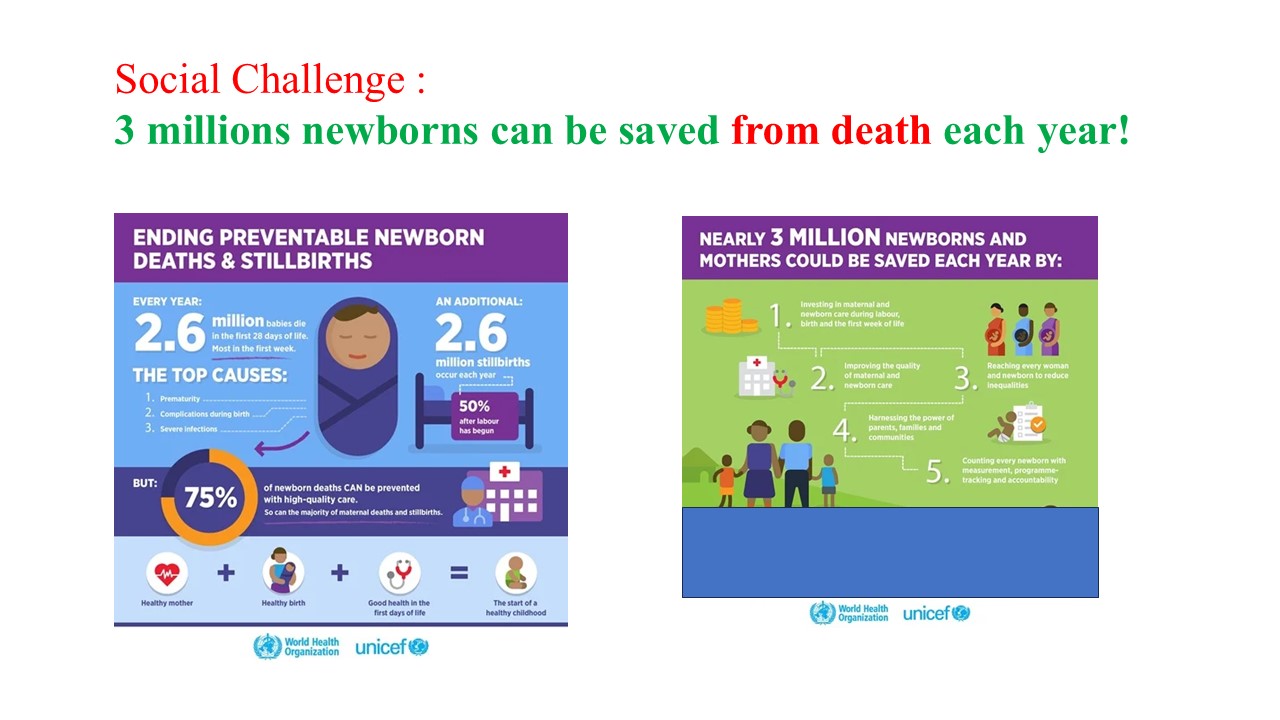 Social Challenge :
3 millions newborns can be saved from death each year!
ENDING PREVENTABLE NEWBORN
DEATHS & STILLBIRTHS
EVERY YEAR:
2.6 million babies die
in the first 28 days of life.
Most in the first week.
THE TOP CAUSES:
1. Prematurity
2. Complications during birth
3. Severe infections
AN ADDITIONAL:
2.6
million stillbirths
occur each year
50%
after labour
has begun
BUT:
75%
of newborn deaths CAN be prevented
with high-quality care.
So can the majority of maternal deaths and stillbirths.
Healthy mother
+
Healthy birth
+
Good health in the
first days of life
=
The start of a
healthy childhood
World Health
Organization
unicef
NEARLY 3 MILLION NEWBORNS AND
MOTHERS COULD BE SAVED EACH YEAR BY:
1. Investing in maternal and
newborn care during labour,
birth and the first week of life
2. Improving the quality
of maternal and
newborn care
3. Reaching every woman
and newborn to reduce
inequalities
4. Harnessing the power of
parents, families and
communities
5. Counting every newborn with
measurement, programme-
tracking and accountability
World Health
Organization
unicef